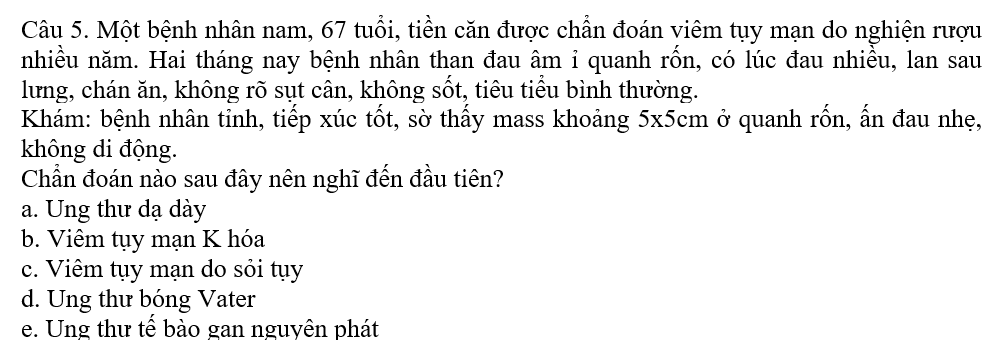 Câu 5. Một bệnh nhân nam, 67 tuổi, tiền căn được chẩn đoán viêm tụy mạn do nghiện rượu
nhiều năm. Hai tháng nay bệnh nhân than đau âm ỉ quanh rốn, có lúc đau nhiều, lan sau
lưng, chán ăn, không rõ sụt cân, không sốt, tiêu tiểu bình thường.
Khám: bệnh nhân tỉnh, tiếp xúc tốt, sờ thấy mass khoảng 5x5cm ở quanh rốn, ấn đau nhẹ,
không di động.
Chẩn đoán nào sau đây nên nghĩ đến đầu tiên?
a. Ung thư dạ dày
b. Viêm tụy mạn K hóa
c. Viêm tụy mạn do sỏi tụy
d. Ung thư bóng Vater
e. Ung thư tế bào gan nguyên phát